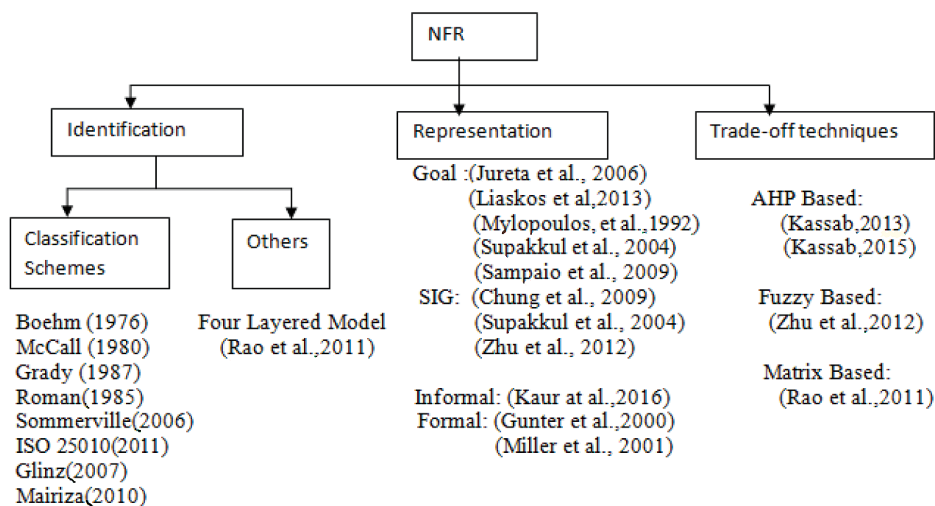 NFR
Identification
Representation
Trade-off techniques
Classification
Schemes
Others
Boehm (1976)
McCall (1980)
Grady (1987)
Roman(1985)
Sommerville(2006)
ISO 25010(2011)
Glinz(2007)
Mairiza(2010)
Four Layered Model
(Rao et al.,2011)
Goal :(Jureta et al., 2006)
(Liaskos et al,2013)
(Mylopoulos, et al.,1992)
(Supakkul et al., 2004)
(Sampaio et al., 2009)
SIG: (Chung et al., 2009)
(Supakkul et al., 2004)
(Zhu et al., 2012)
Informal: (Kaur at al.,2016)
Formal: (Gunter et al.,2000)
(Miller et al., 2001)
AHP Based:
(Kassab,2013)
(Kassab,2015)
Fuzzy Based:
(Zhu et al.,2012)
Matrix Based:
(Rao et al.,2011)